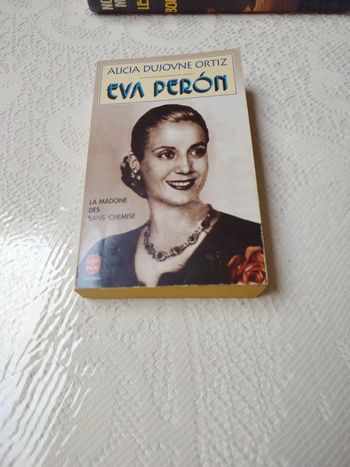 ALICIA DUJOVNE ORTIZ
EVA PERÓN
LA MADONE
DES
SANS-CHEMISE